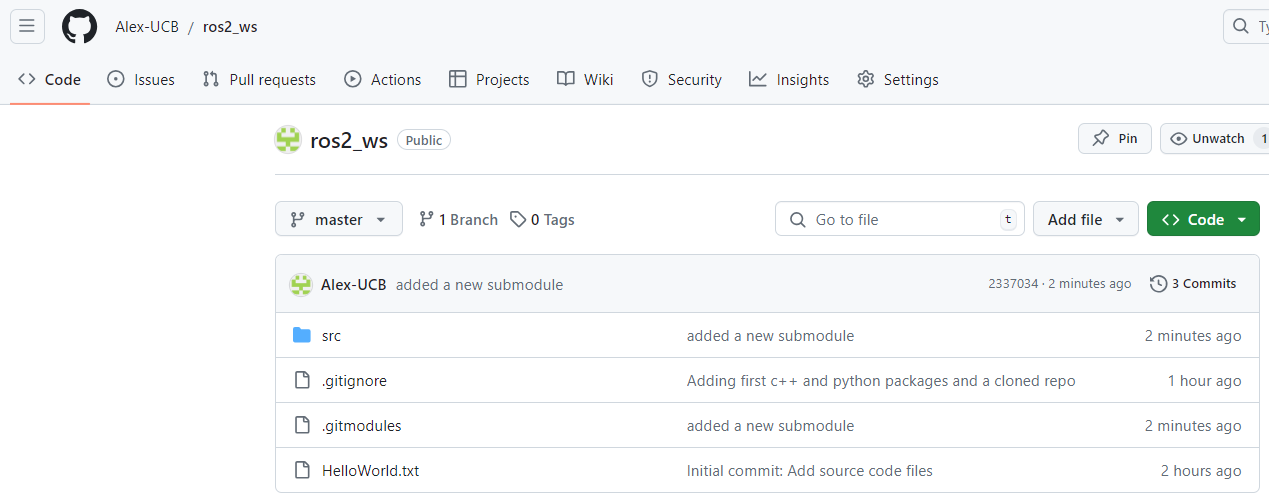 Alex-UCB / ros2_ws
Ty
Code Issues Pull requests Actions Projects Wiki Security Insights Settings
ros2_ws Public Pin Unwatch 1
master 1 Branch 0 Tags Go to file t Add file Code
Alex-UCB added a new submodule 2337034 · 2 minutes ago 3 Commits
src added a new submodule 2 minutes ago
.gitignore Adding first c++ and python packages and a cloned repo 1 hour ago
.gitmodules added a new submodule 2 minutes ago
HelloWorld.txt Initial commit: Add source code files 2 hours ago